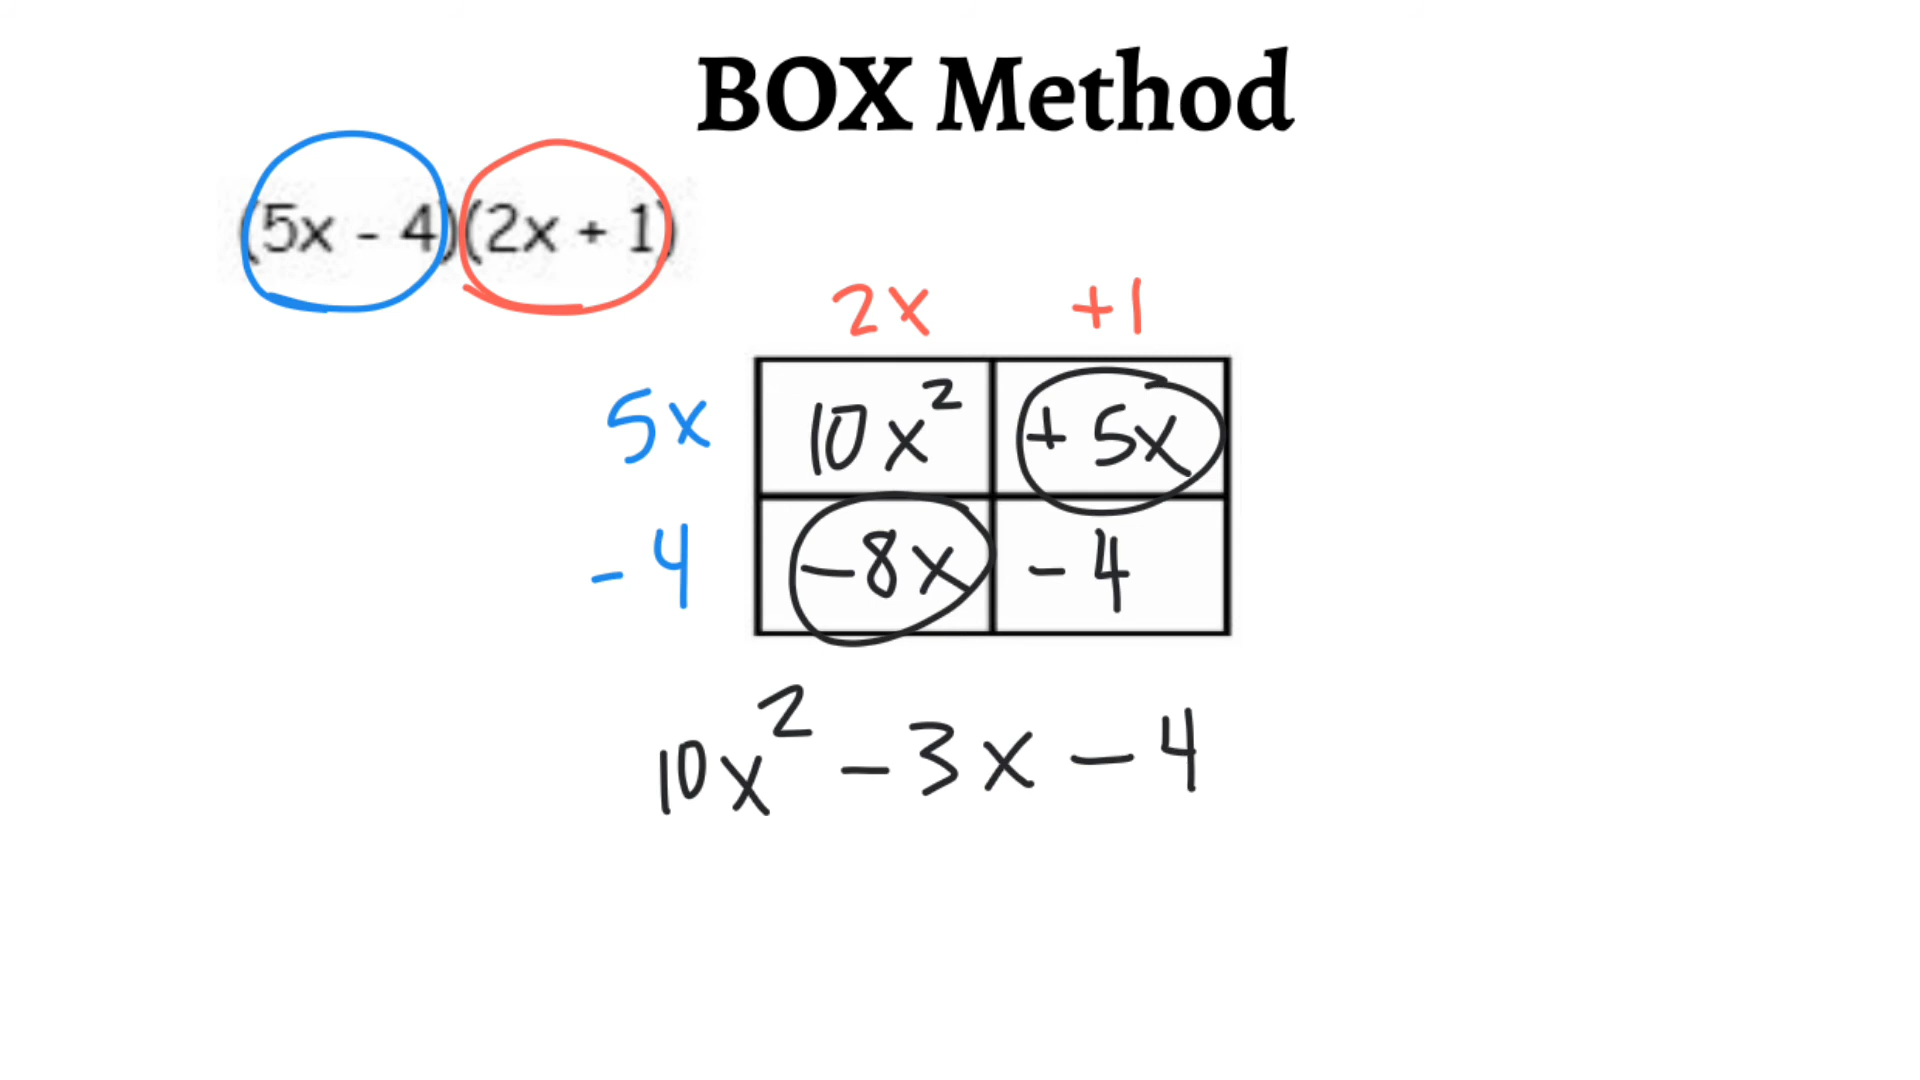 BOX Method
(5x - 4)(2x + 1)
2x +1
5x 10x² + 5x
- 4 -8x - 4
10x² - 3x - 4